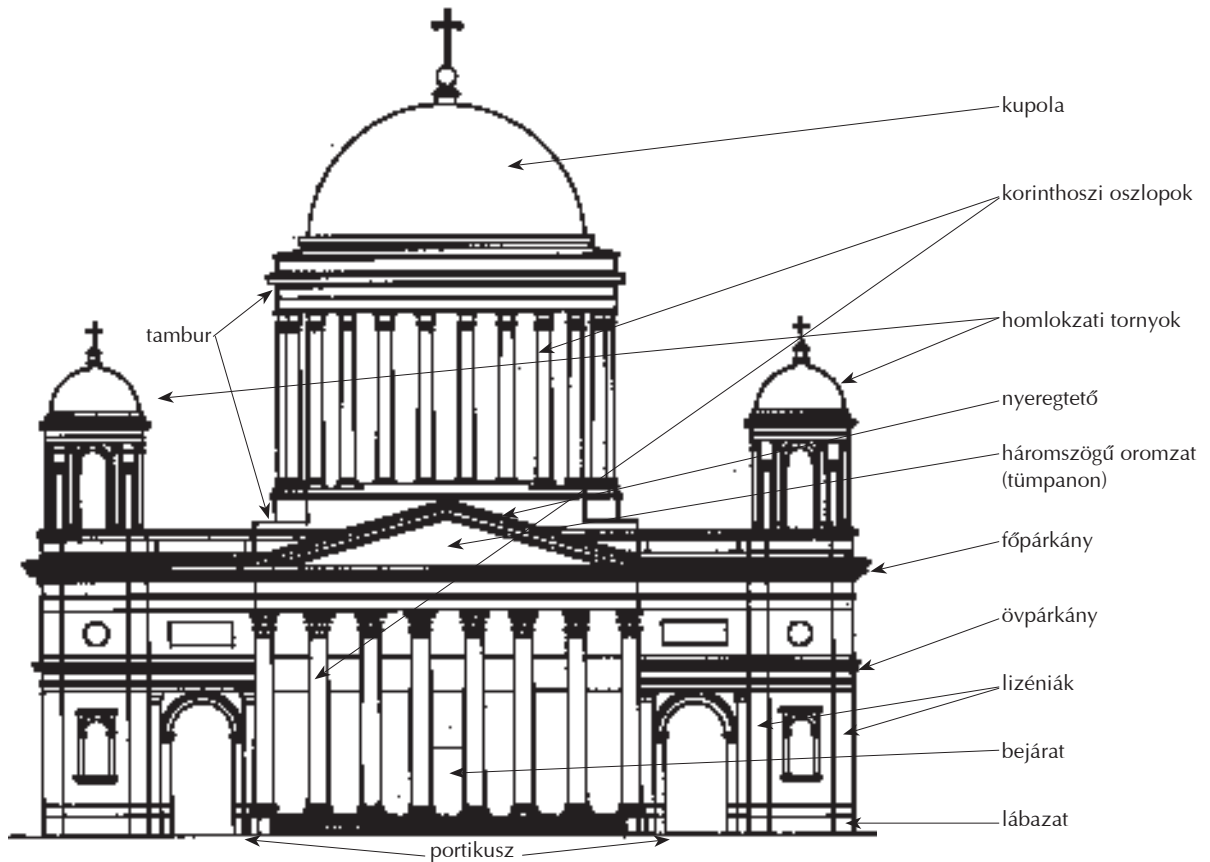 kupola
korinthoszi oszlopok
homlokzati tornyok
tambur
nyeregtető
háromszögű oromzat
(tümpanon)
főpárkány
övpárkány
lizéniák
bejárat
lábazat
portikusz